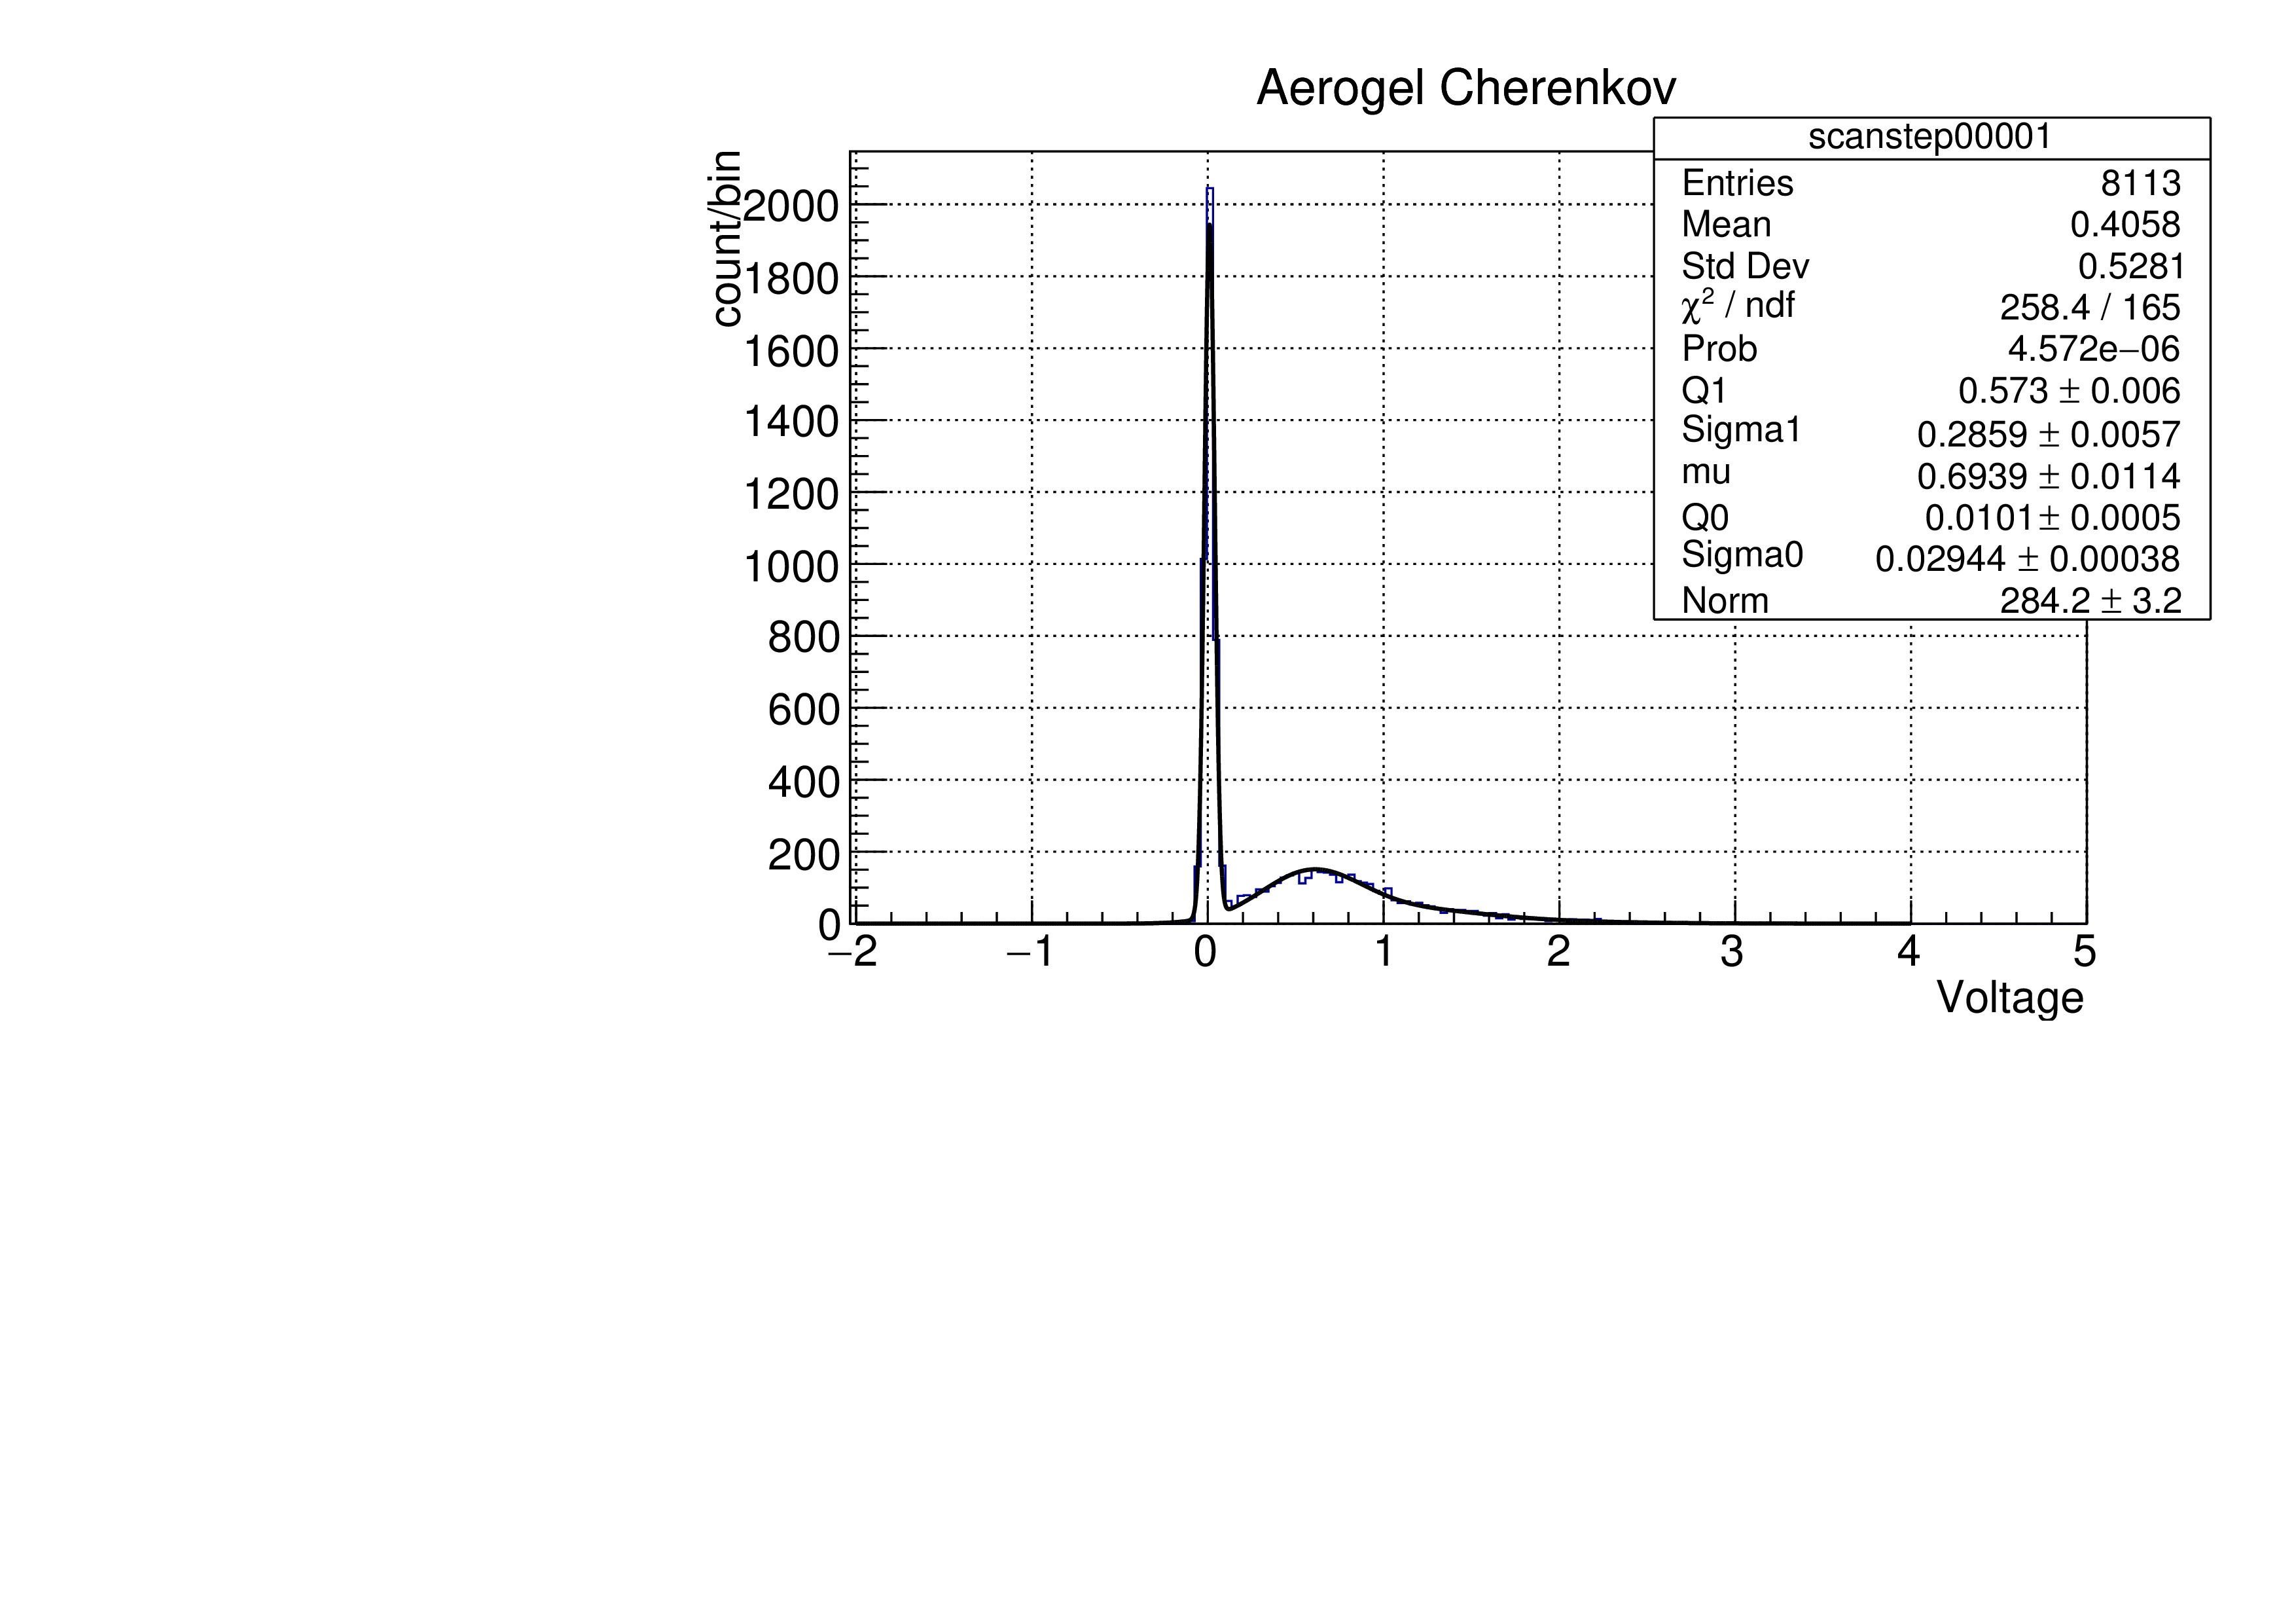 Aerogel Cherenkov
scanstep00001
Entries 8113
Mean 0.4058
Std Dev 0.5281
χ² / ndf 258.4 / 165
Prob 4.572e−06
Q1 0.573 ± 0.006
Sigma1 0.2859 ± 0.0057
mu 0.6939 ± 0.0114
Q0 0.0101 ± 0.0005
Sigma0 0.02944 ± 0.00038
Norm 284.2 ± 3.2
count/bin
2000
1800
1600
1400
1200
1000
800
600
400
200
0
−2 −1 0 1 2 3 4 5
Voltage